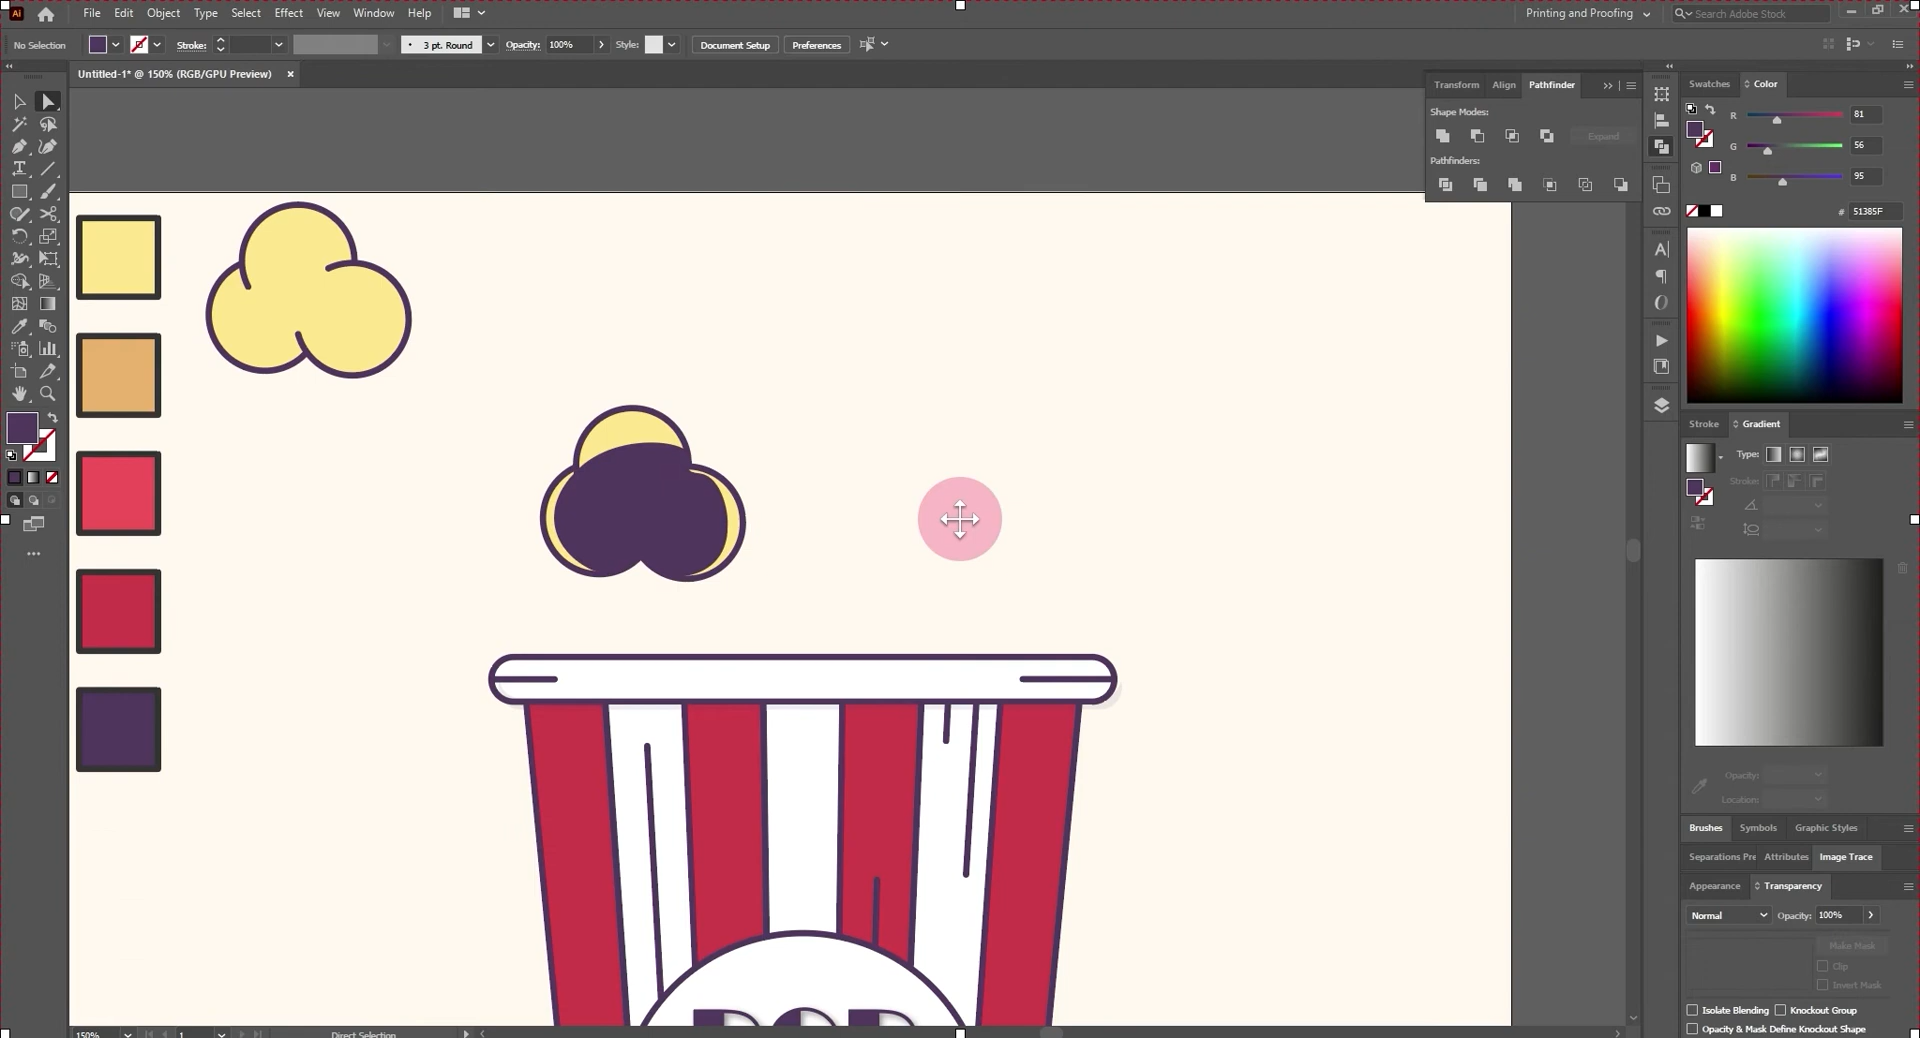 Ai File Edit Object Type Select Effect View Window Help Printing and Proofing Search Adobe Stock
No Selection Stroke: 3 pt. Round Opacity: 100% Style: Document Setup Preferences
Untitled-1* @ 150% (RGB/GPU Preview)
Transform Align Pathfinder
Shape Modes:
Expand
Pathfinders:
Swatches Color
R 81
G 56
B 95
# 51385F
Stroke Gradient
Type:
Stroke:
Opacity:
Location:
Brushes Symbols Graphic Styles
Separations Pre Attributes Image Trace
Appearance Transparency
Normal Opacity: 100%
Make Mask
Clip
Invert Mask
Isolate Blending Knockout Group
Opacity & Mask Define Knockout Shape
POP
150% 1 Direct Selection